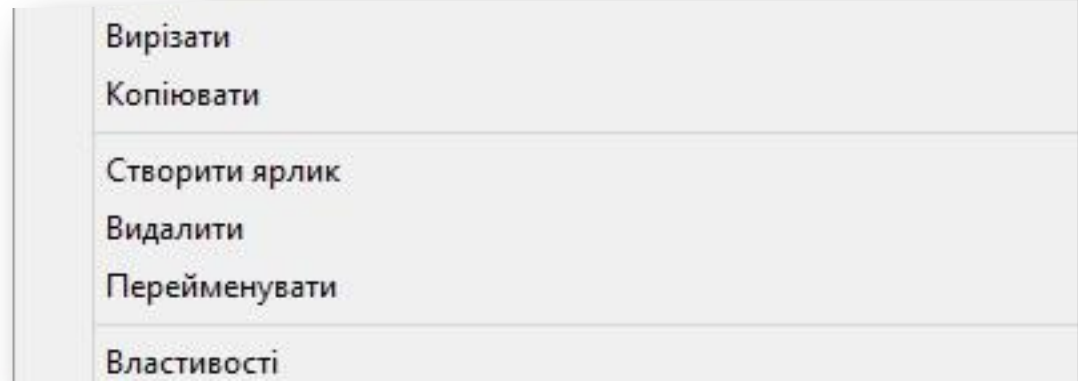 Вирізати
Копіювати
Створити ярлик
Видалити
Перейменувати
Властивості